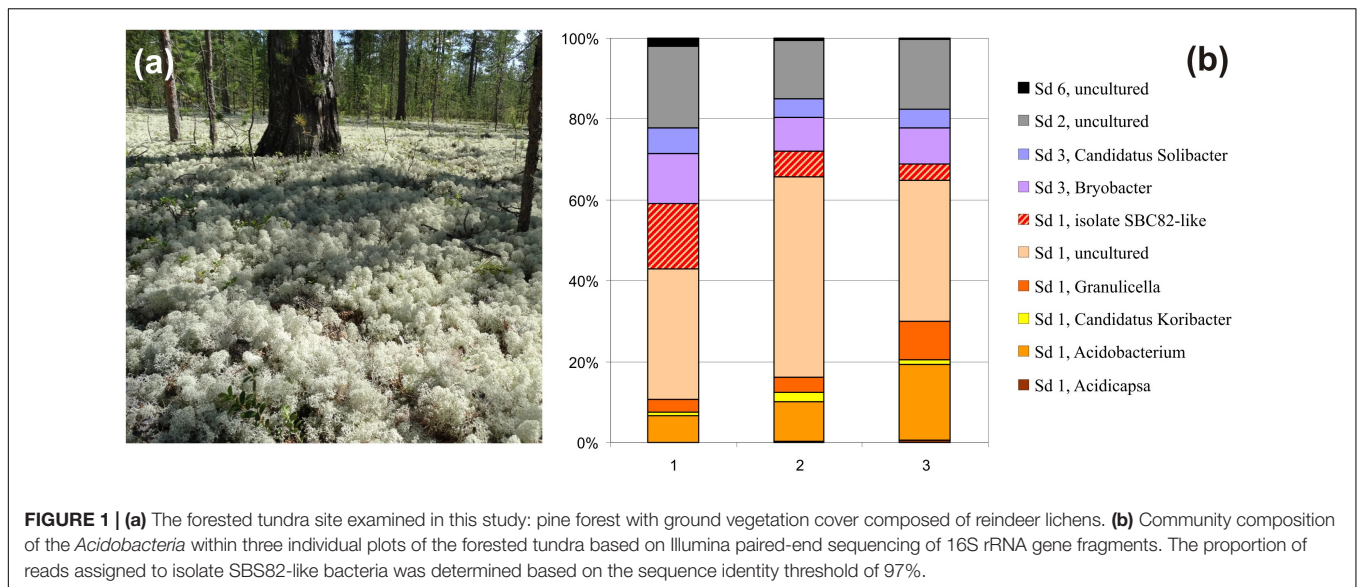 (a)
(b)
100%
80%
60%
40%
20%
0%
1 2 3
Sd 6, uncultured
Sd 2, uncultured
Sd 3, Candidatus Solibacter
Sd 3, Bryobacter
Sd 1, isolate SBC82-like
Sd 1, uncultured
Sd 1, Granulicella
Sd 1, Candidatus Koribacter
Sd 1, Acidobacterium
Sd 1, Acidicapsa
FIGURE 1 | (a) The forested tundra site examined in this study: pine forest with ground vegetation cover composed of reindeer lichens. (b) Community composition
of the Acidobacteria within three individual plots of the forested tundra based on Illumina paired-end sequencing of 16S rRNA gene fragments. The proportion of
reads assigned to isolate SBS82-like bacteria was determined based on the sequence identity threshold of 97%.